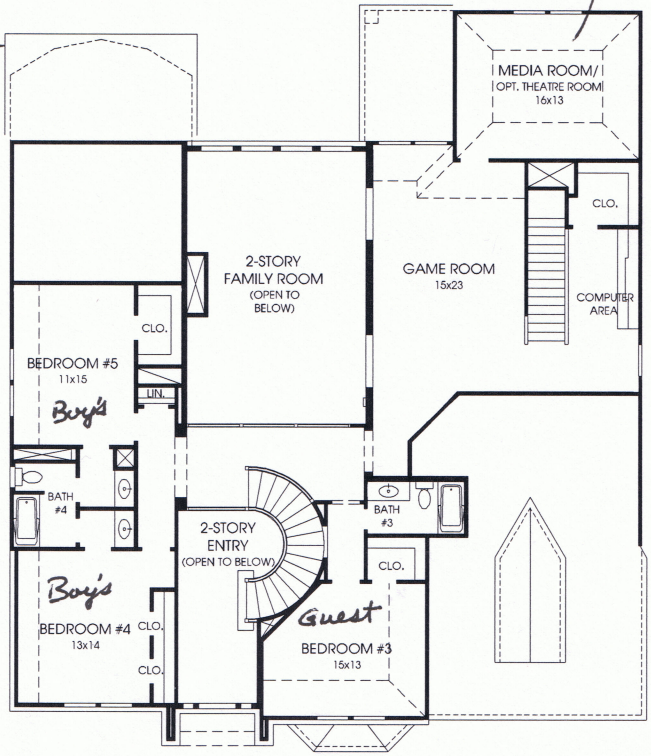 MEDIA ROOM/
OPT. THEATRE ROOM
16x13
CLO.
2-STORY
FAMILY ROOM
(OPEN TO
BELOW)
GAME ROOM
15x23
COMPUTER
AREA
CLO.
BEDROOM #5
11x15
Boy's
LIN.
BATH
#4
BATH
#3
2-STORY
ENTRY
(OPEN TO BELOW)
CLO.
Boy's
BEDROOM #4
13x14
CLO.
CLO.
Guest
BEDROOM #3
15x13